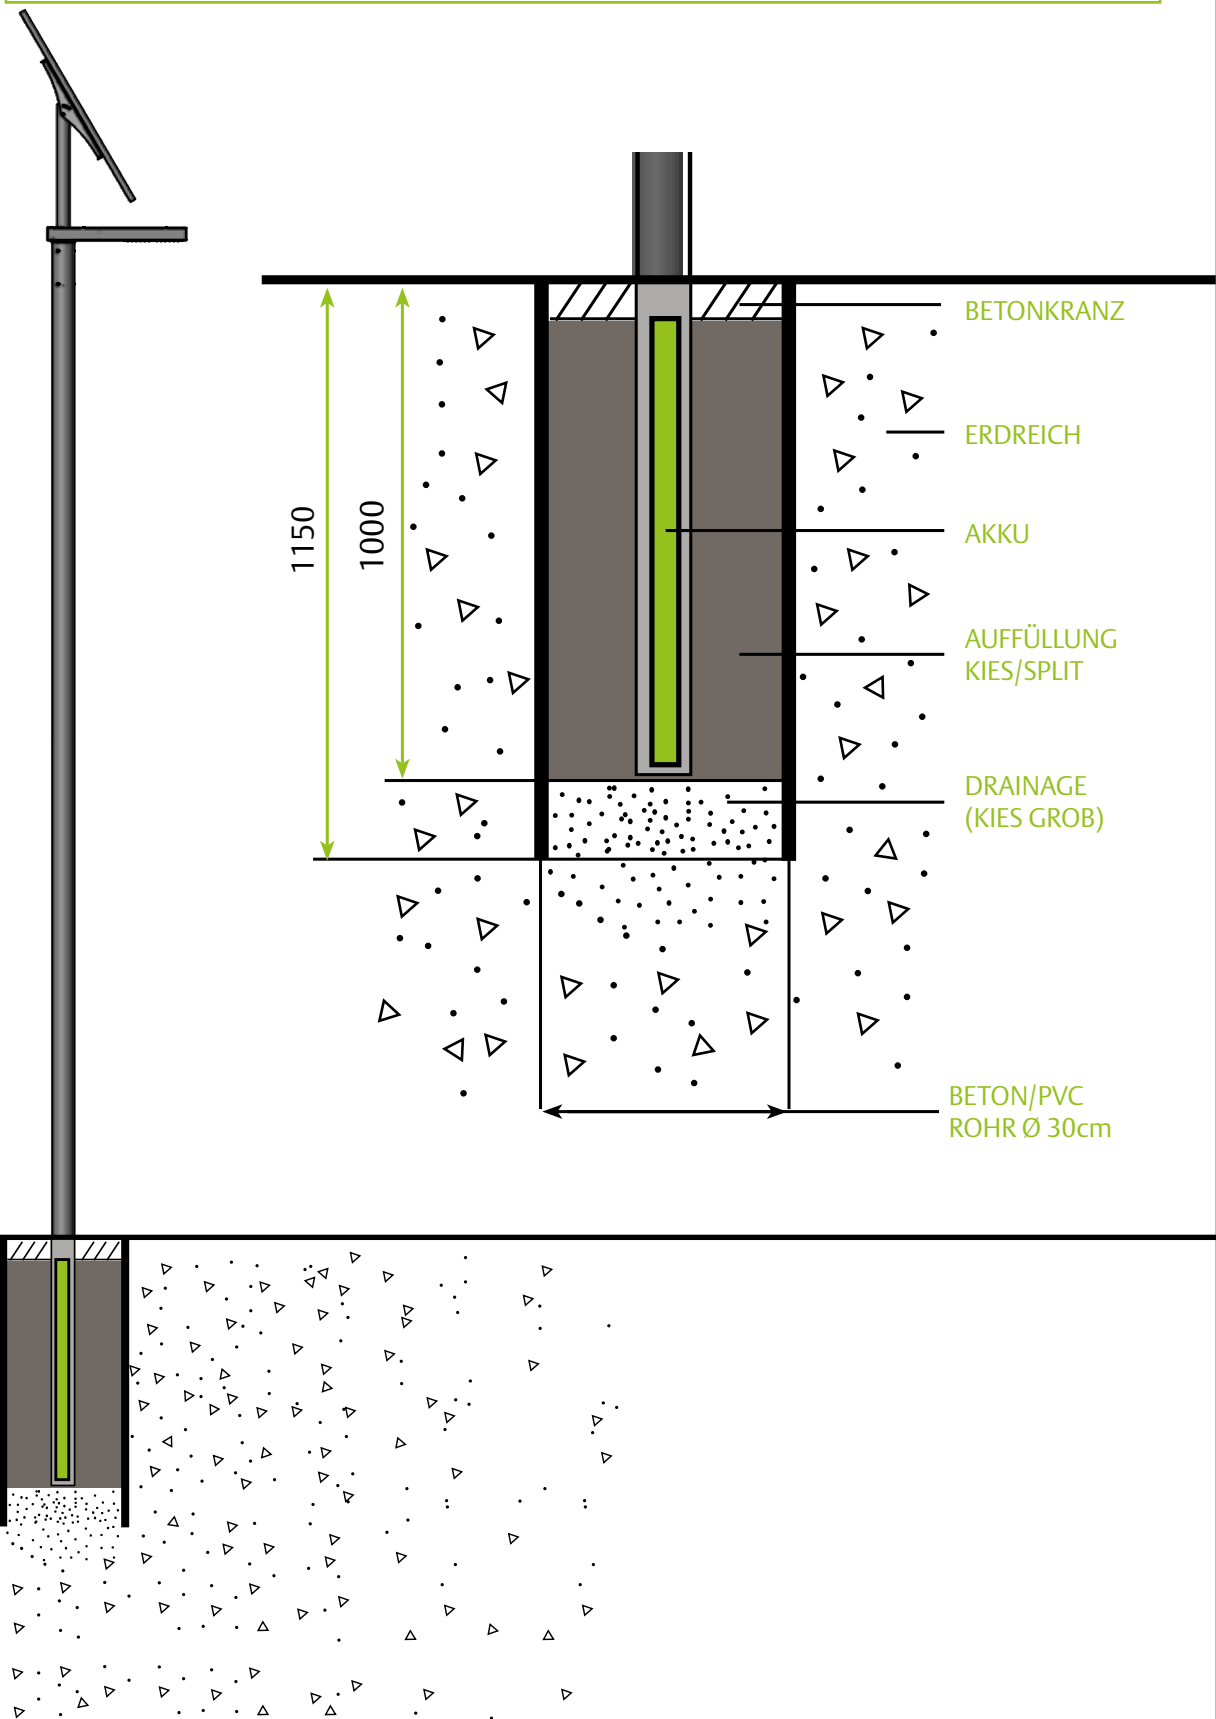 BETONKRANZ
ERDREICH
1150
1000
AKKU
AUFFÜLLUNG
KIES/SPLIT
DRAINAGE
(KIES GROB)
BETON/PVC
ROHR Ø 30cm